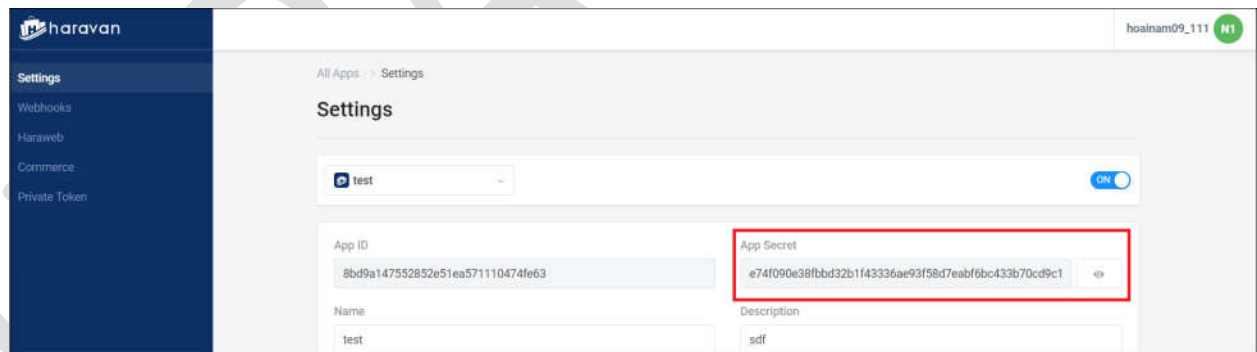 haravan
hoainam09_111 N1
Settings
Webhooks
Haraweb
Commerce
Private Token
All Apps > Settings
Settings
test
ON
App ID
App Secret
8bd9a147552852e51ea571110474fe63
e74f090e38fbbd32b1f43336ae93f58d7eabf6bc433b70cd9c1
Name
Description
test
sdf